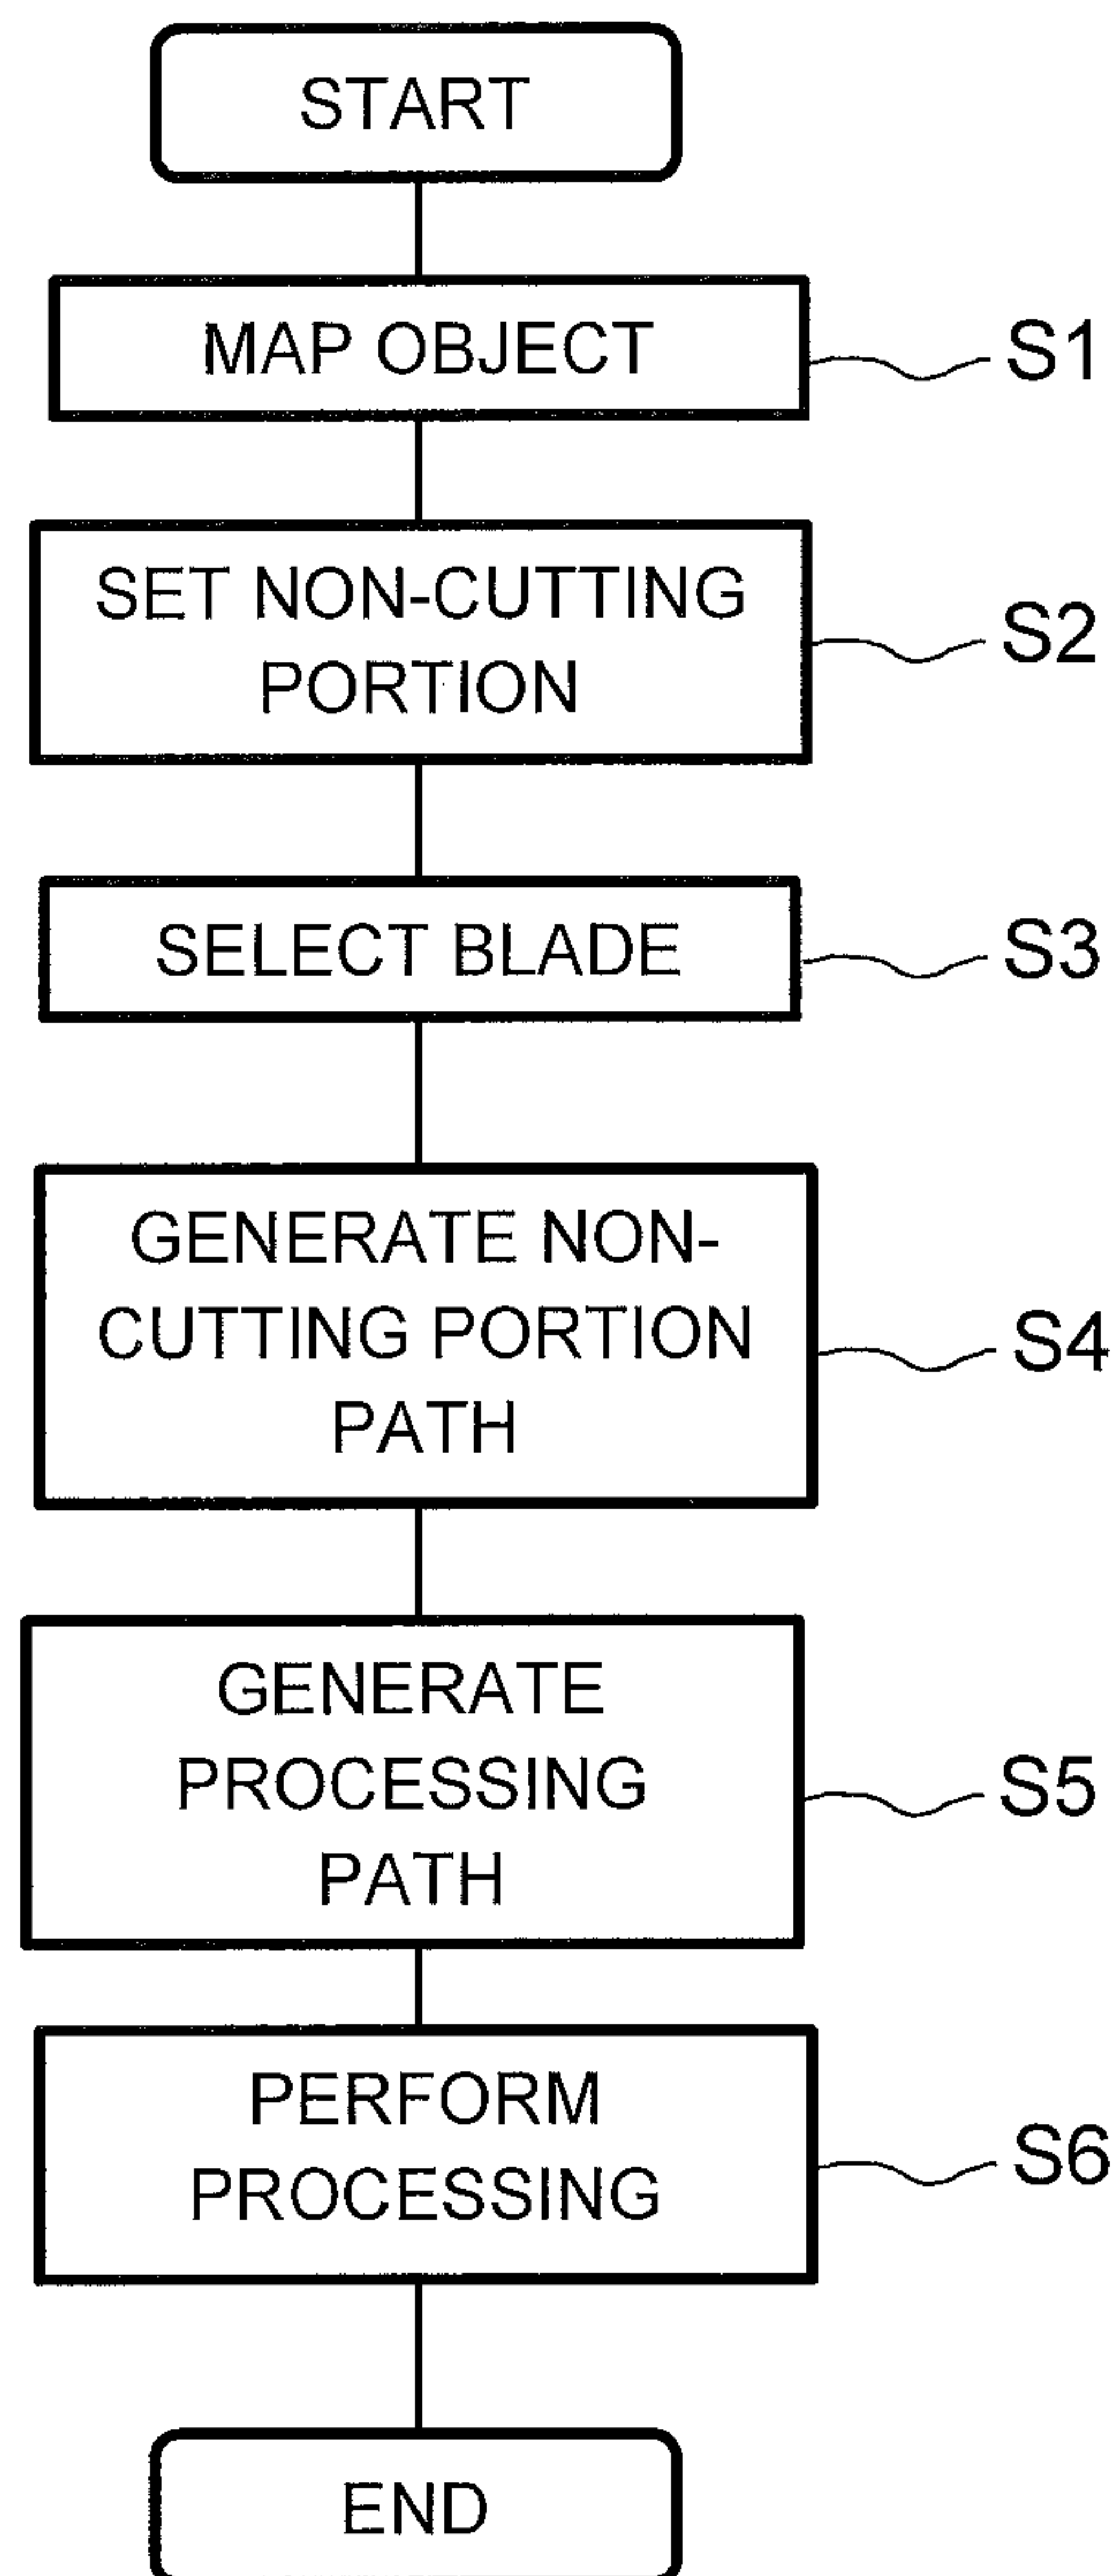 START
MAP OBJECT
S1
SET NON-CUTTING
PORTION
S2
SELECT BLADE
S3
GENERATE NON-
CUTTING PORTION
PATH
S4
GENERATE
PROCESSING
PATH
S5
PERFORM
PROCESSING
S6
END